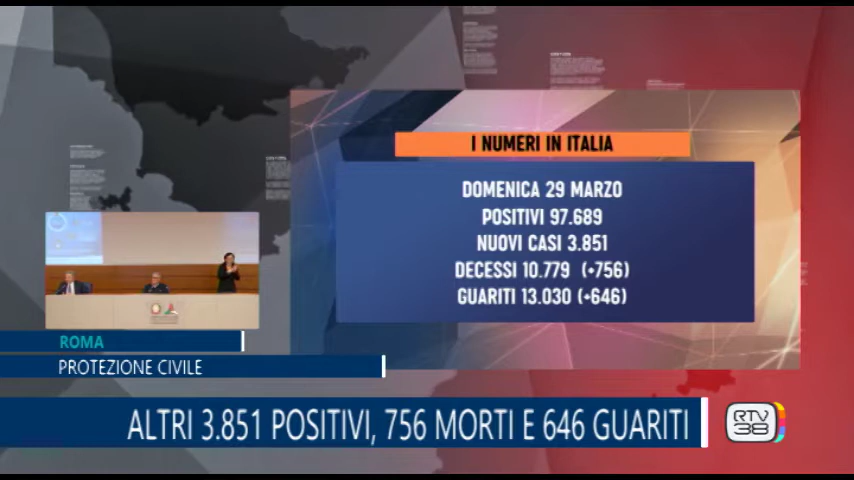 I NUMERI IN ITALIA
DOMENICA 29 MARZO
POSITIVI 97.689
NUOVI CASI 3.851
DECESSI 10.779 (+756)
GUARITI 13.030 (+646)
ROMA
PROTEZIONE CIVILE
ALTRI 3.851 POSITIVI, 756 MORTI E 646 GUARITI
RTV
38